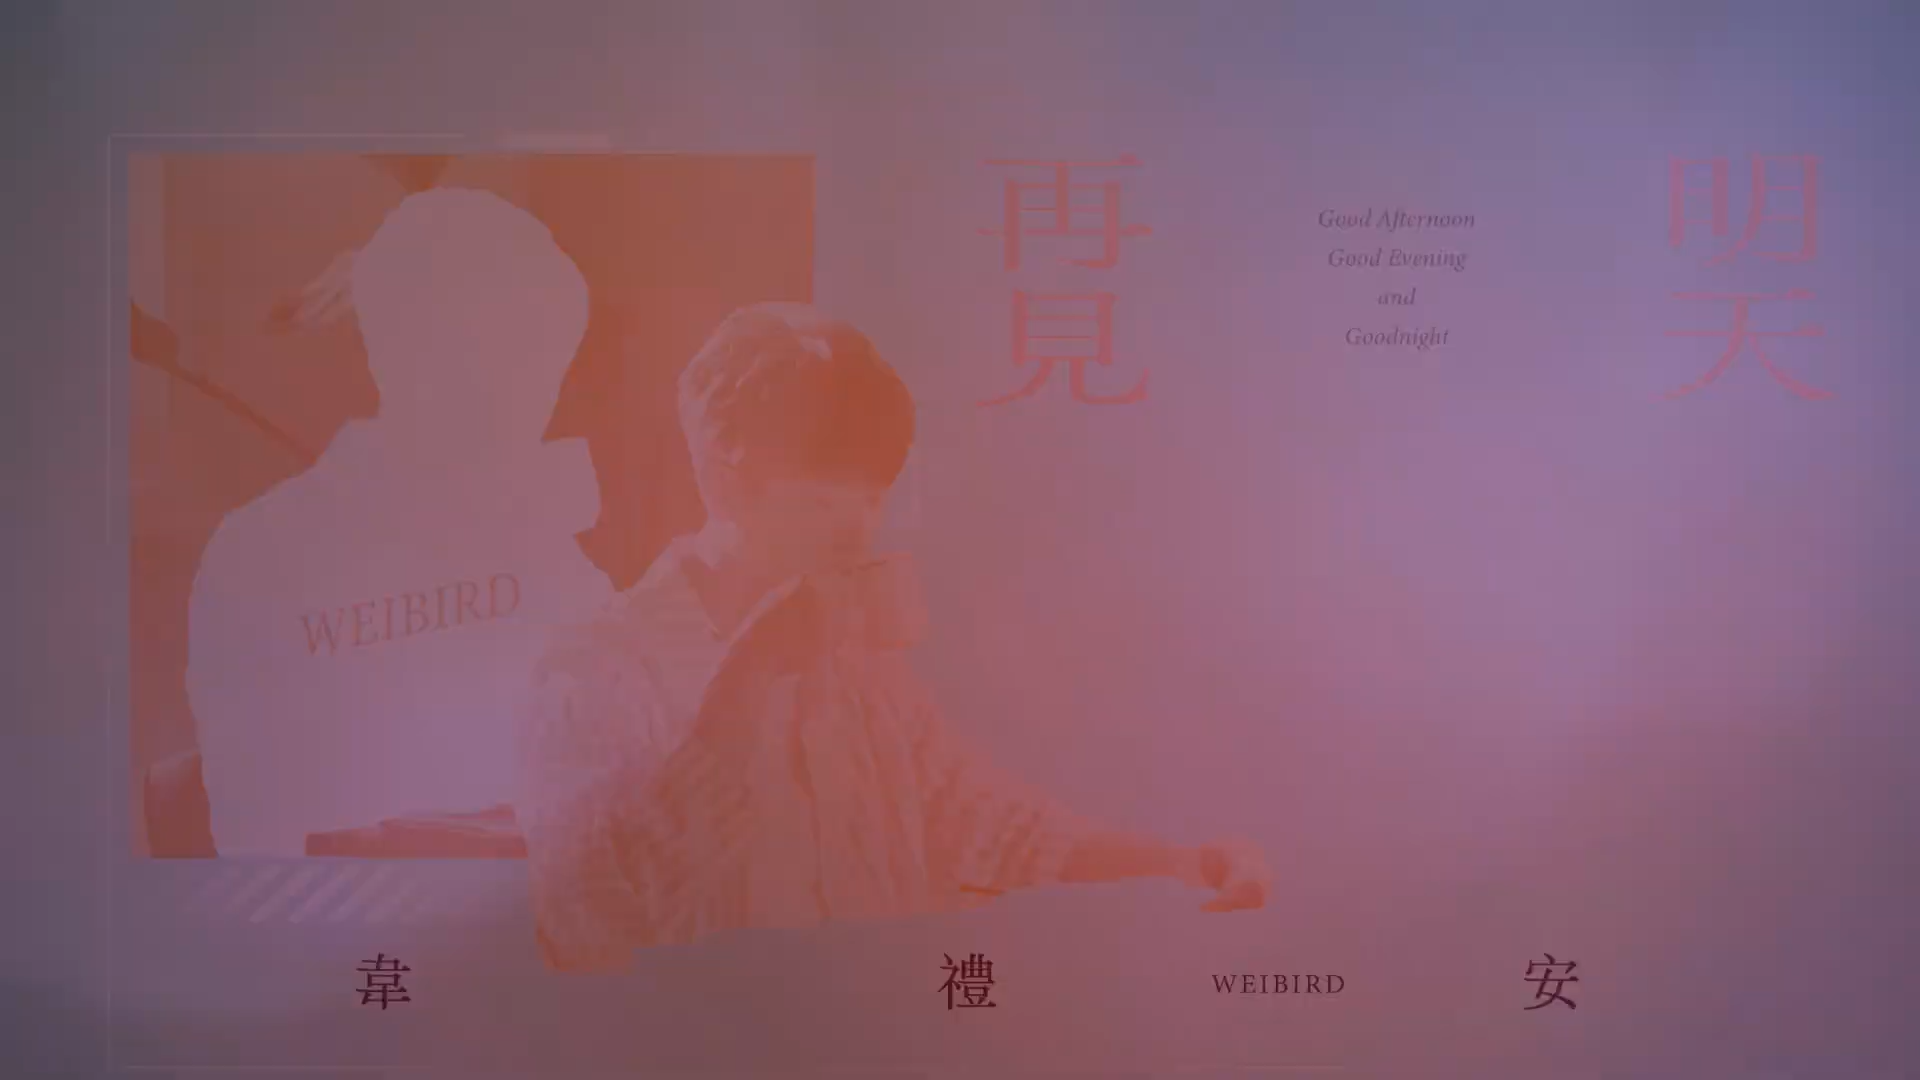 再見
明天
Good Afternoon
Good Evening
and
Goodnight
WEIBIRD
韋 禮 WEIBIRD 安